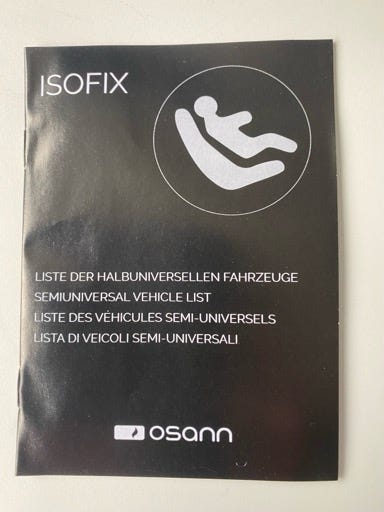 ISOFIX
LISTE DER HALBUNIVERSELLEN FAHRZEUGE
SEMIUNIVERSAL VEHICLE LIST
LISTE DES VÉHICULES SEMI-UNIVERSELS
LISTA DI VEICOLI SEMI-UNIVERSALI
osann